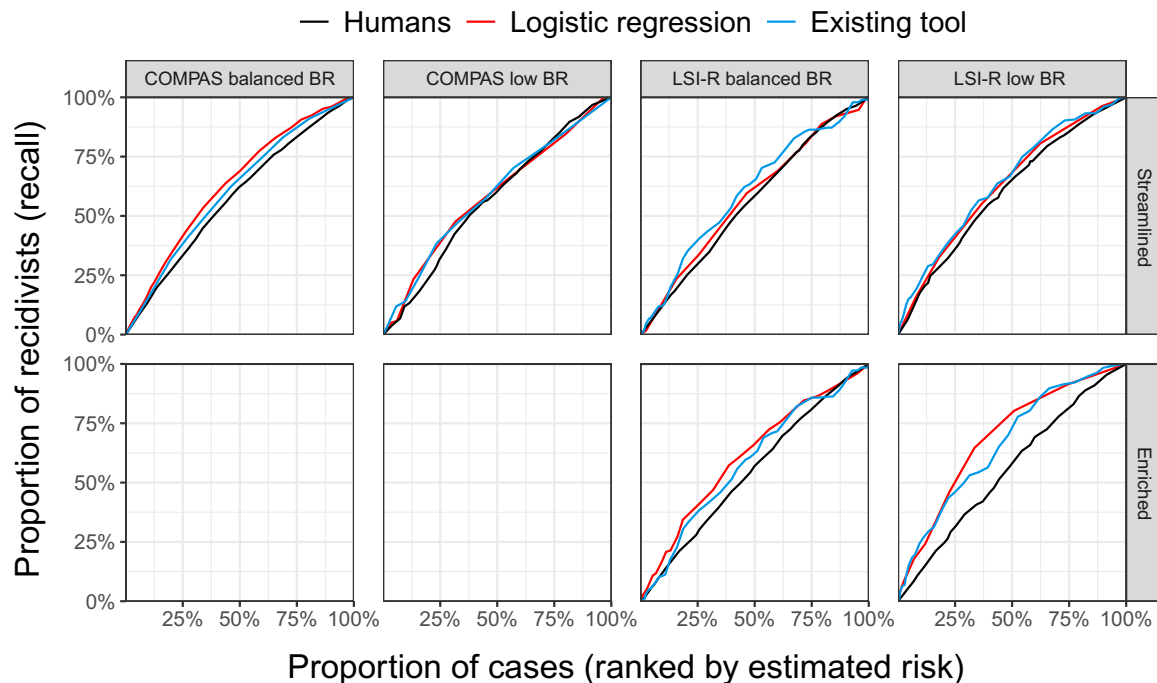 Humans Logistic regression Existing tool
COMPAS balanced BR COMPAS low BR LSI-R balanced BR LSI-R low BR
Proportion of recidivists (recall)
100%
75%
50%
25%
0%
Streamlined
100%
75%
50%
25%
0%
Enriched
25% 50% 75% 100% 25% 50% 75% 100% 25% 50% 75% 100% 25% 50% 75% 100%
Proportion of cases (ranked by estimated risk)